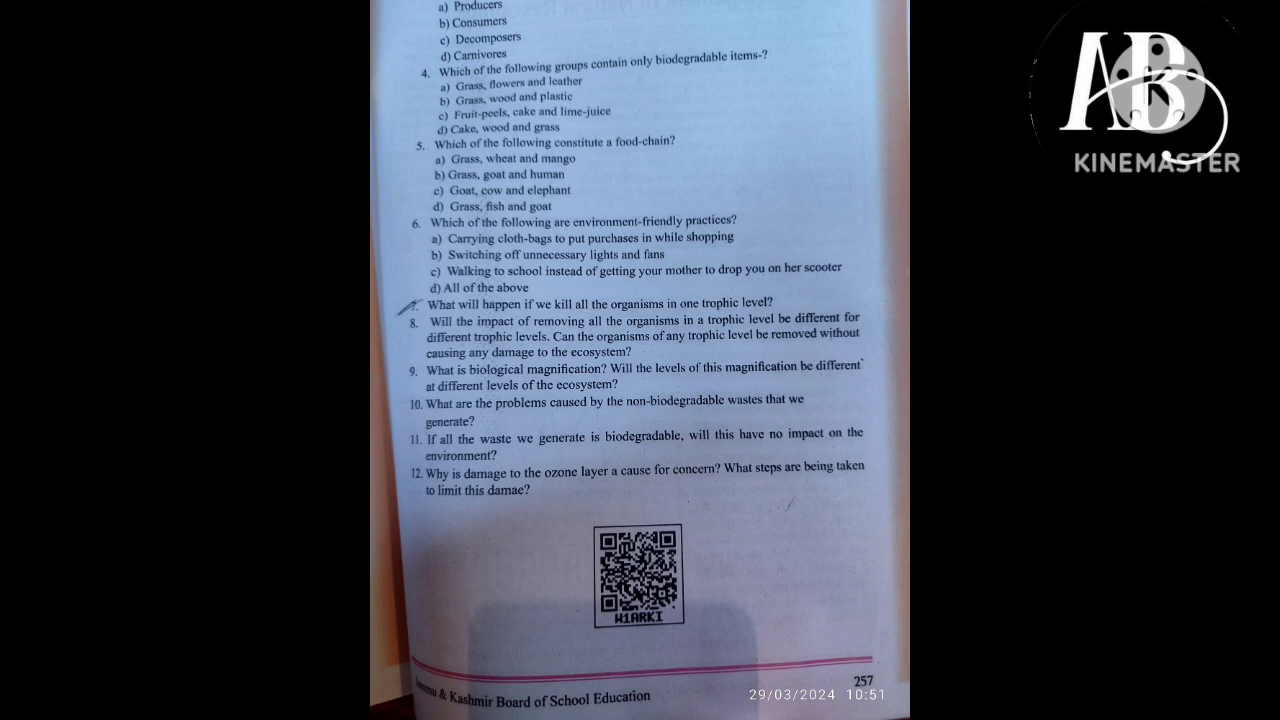 a) Producers
b) Consumers
c) Decomposers
d) Carnivores
4. Which of the following groups contain only biodegradable items-?
a) Grass, flowers and leather
b) Grass, wood and plastic
c) Fruit-peels, cake and lime-juice
d) Cake, wood and grass
5. Which of the following constitute a food-chain?
a) Grass, wheat and mango
b) Grass, goat and human
c) Goat, cow and elephant
d) Grass, fish and goat
6. Which of the following are environment-friendly practices?
a) Carrying cloth-bags to put purchases in while shopping
b) Switching off unnecessary lights and fans
c) Walking to school instead of getting your mother to drop you on her scooter
d) All of the above
7. What will happen if we kill all the organisms in one trophic level?
8. Will the impact of removing all the organisms in a trophic level be different for
different trophic levels. Can the organisms of any trophic level be removed without
causing any damage to the ecosystem?
9. What is biological magnification? Will the levels of this magnification be different
at different levels of the ecosystem?
10. What are the problems caused by the non-biodegradable wastes that we
generate?
11. If all the waste we generate is biodegradable, will this have no impact on the
environment?
12. Why is damage to the ozone layer a cause for concern? What steps are being taken
to limit this damae?
W1ARKI
257
Jammu & Kashmir Board of School Education
29/03/2024 10:51
ABS
K
KINEMASTER